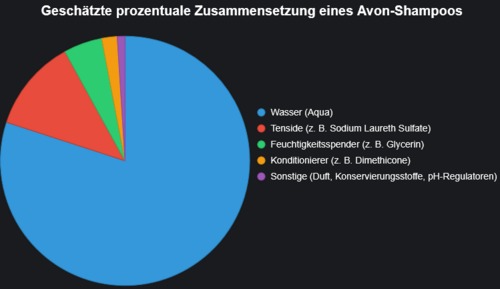 Geschätzte prozentuale Zusammensetzung eines Avon-Shampoos
Wasser (Aqua)
Tenside (z. B. Sodium Laureth Sulfate)
Feuchtigkeitsspender (z. B. Glycerin)
Konditionierer (z. B. Dimethicone)
Sonstige (Duft, Konservierungsstoffe, pH-Regulatoren)